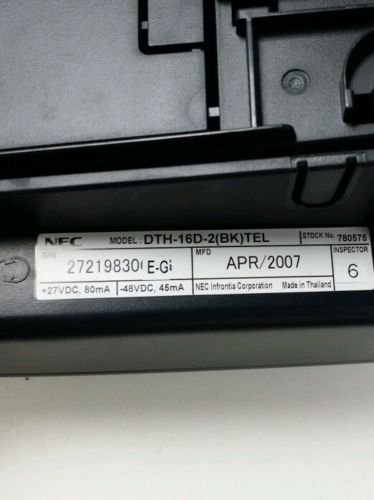 NEC MODEL : DTH-16D-2(BK)TEL STOCK No. 780575
S/N MFD APR/2007 INSPECTOR 6
+27VDC, 80mA -48VDC, 45mA NEC Infrontia Corporation Made in Thailand